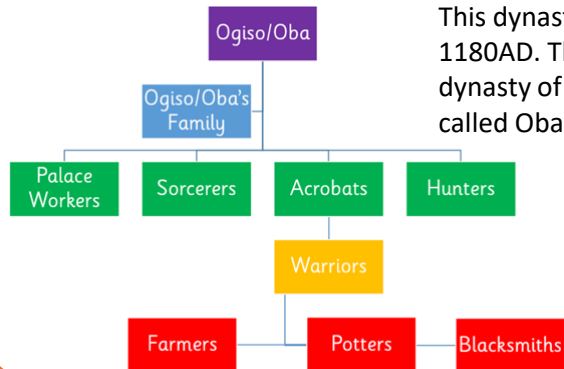 Ogiso/Oba
This dynast
1180AD. Th
dynasty of
called Oba
Ogiso/Oba's
Family
Palace
Workers
Sorcerers
Acrobats
Hunters
Warriors
Farmers
Potters
Blacksmiths